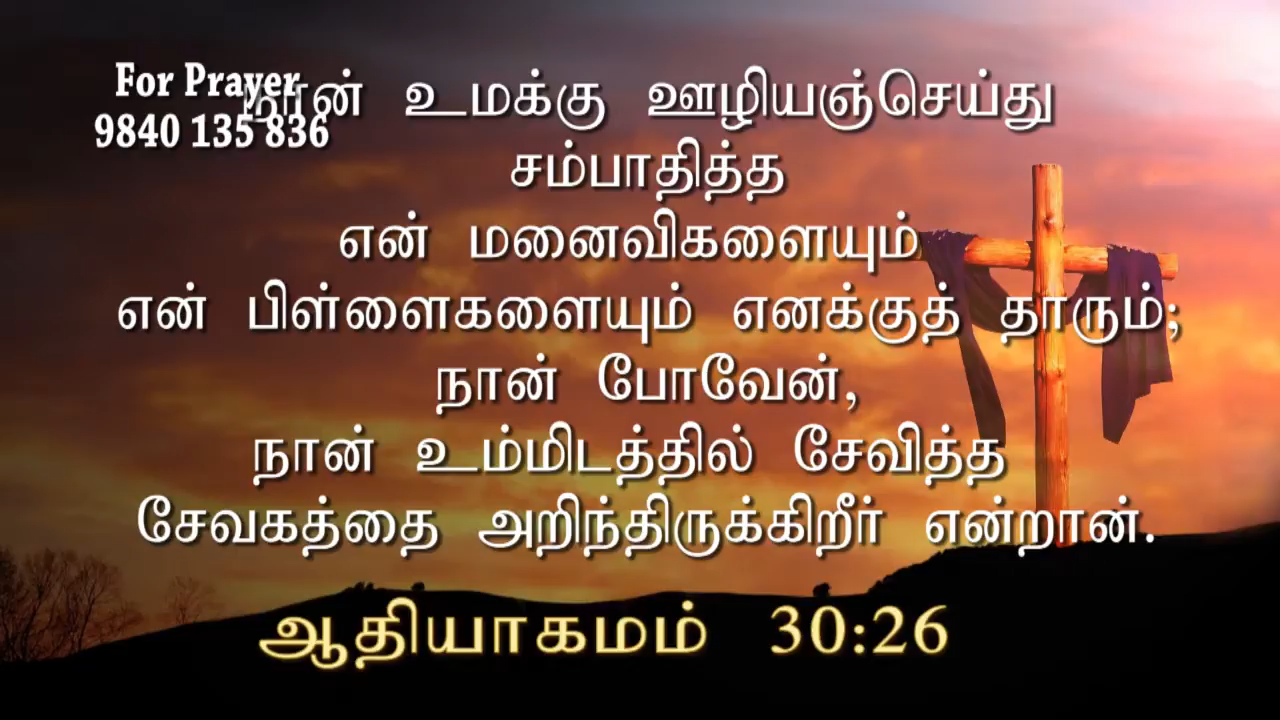 For Prayer
9840 135 836
நான் உமக்கு ஊழியஞ்செய்து
சம்பாதித்த
என் மனைவிகளையும்
என் பிள்ளைகளையும் எனக்குத் தாரும்;
நான் போவேன்,
நான் உம்மிடத்தில் சேவித்த
சேவகத்தை அறிந்திருக்கிறீர் என்றான்.
ஆதியாகமம் 30:26